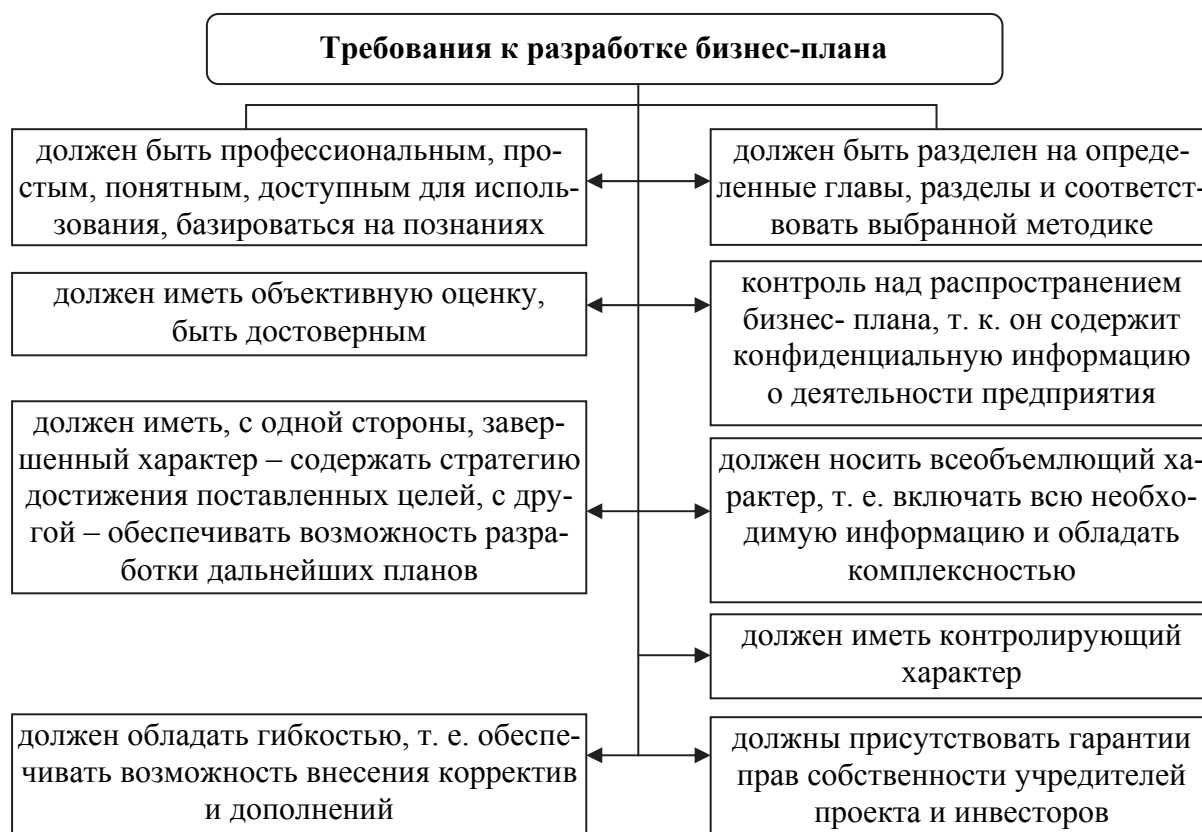 Требования к разработке бизнес-плана
должен быть профессиональным, про-
стым, понятным, доступным для исполь-
зования, базироваться на познаниях
должен быть разделен на опреде-
ленные главы, разделы и соответст-
вовать выбранной методике
должен иметь объективную оценку,
быть достоверным
контроль над распространением
бизнес- плана, т. к. он содержит
конфиденциальную информацию
о деятельности предприятия
должен иметь, с одной стороны, завер-
шенный характер – содержать стратегию
достижения поставленных целей, с дру-
гой – обеспечивать возможность разра-
ботки дальнейших планов
должен носить всеобъемлющий ха-
рактер, т. е. включать всю необхо-
димую информацию и обладать
комплексностью
должен иметь контролирующий
характер
должен обладать гибкостью, т. е. обеспе-
чивать возможность внесения корректив
и дополнений
должны присутствовать гарантии
прав собственности учредителей
проекта и инвесторов